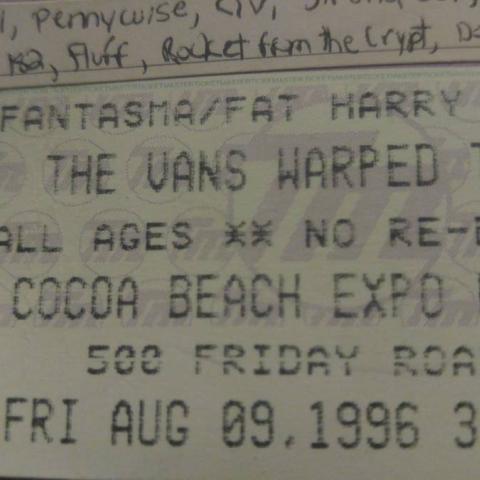 Pennywise, CIV,
Fluff, Rocket from the Crypt,
FANTASMA/FAT HARRY
THE VANS WARPED T
ALL AGES ** NO RE-E
COCOA BEACH EXPO
500 FRIDAY ROA
FRI AUG 09,1996 3